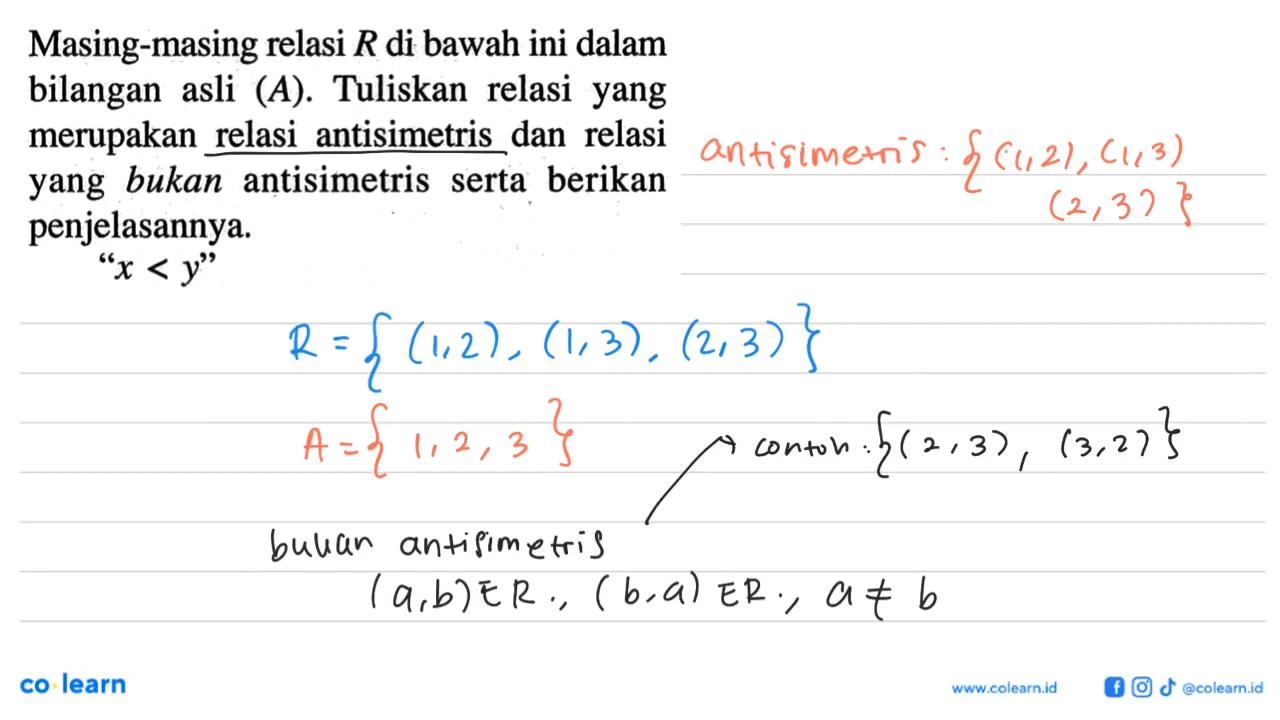 Masing-masing relasi R di bawah ini dalam
bilangan asli (A). Tuliskan relasi yang
merupakan relasi antisimetris dan relasi
yang bukan antisimetris serta berikan
penjelasannya.
"x < y"
antisimetris : {(1,2), (1,3)
(2,3)}
R = { (1,2), (1,3), (2,3) }
A = { 1, 2, 3 }
contoh : {(2,3), (3,2)}
bukan antisimetris
(a,b) ∈ R., (b,a) ∈ R., a ≠ b
co learn
www.colearn.id
@colearn.id